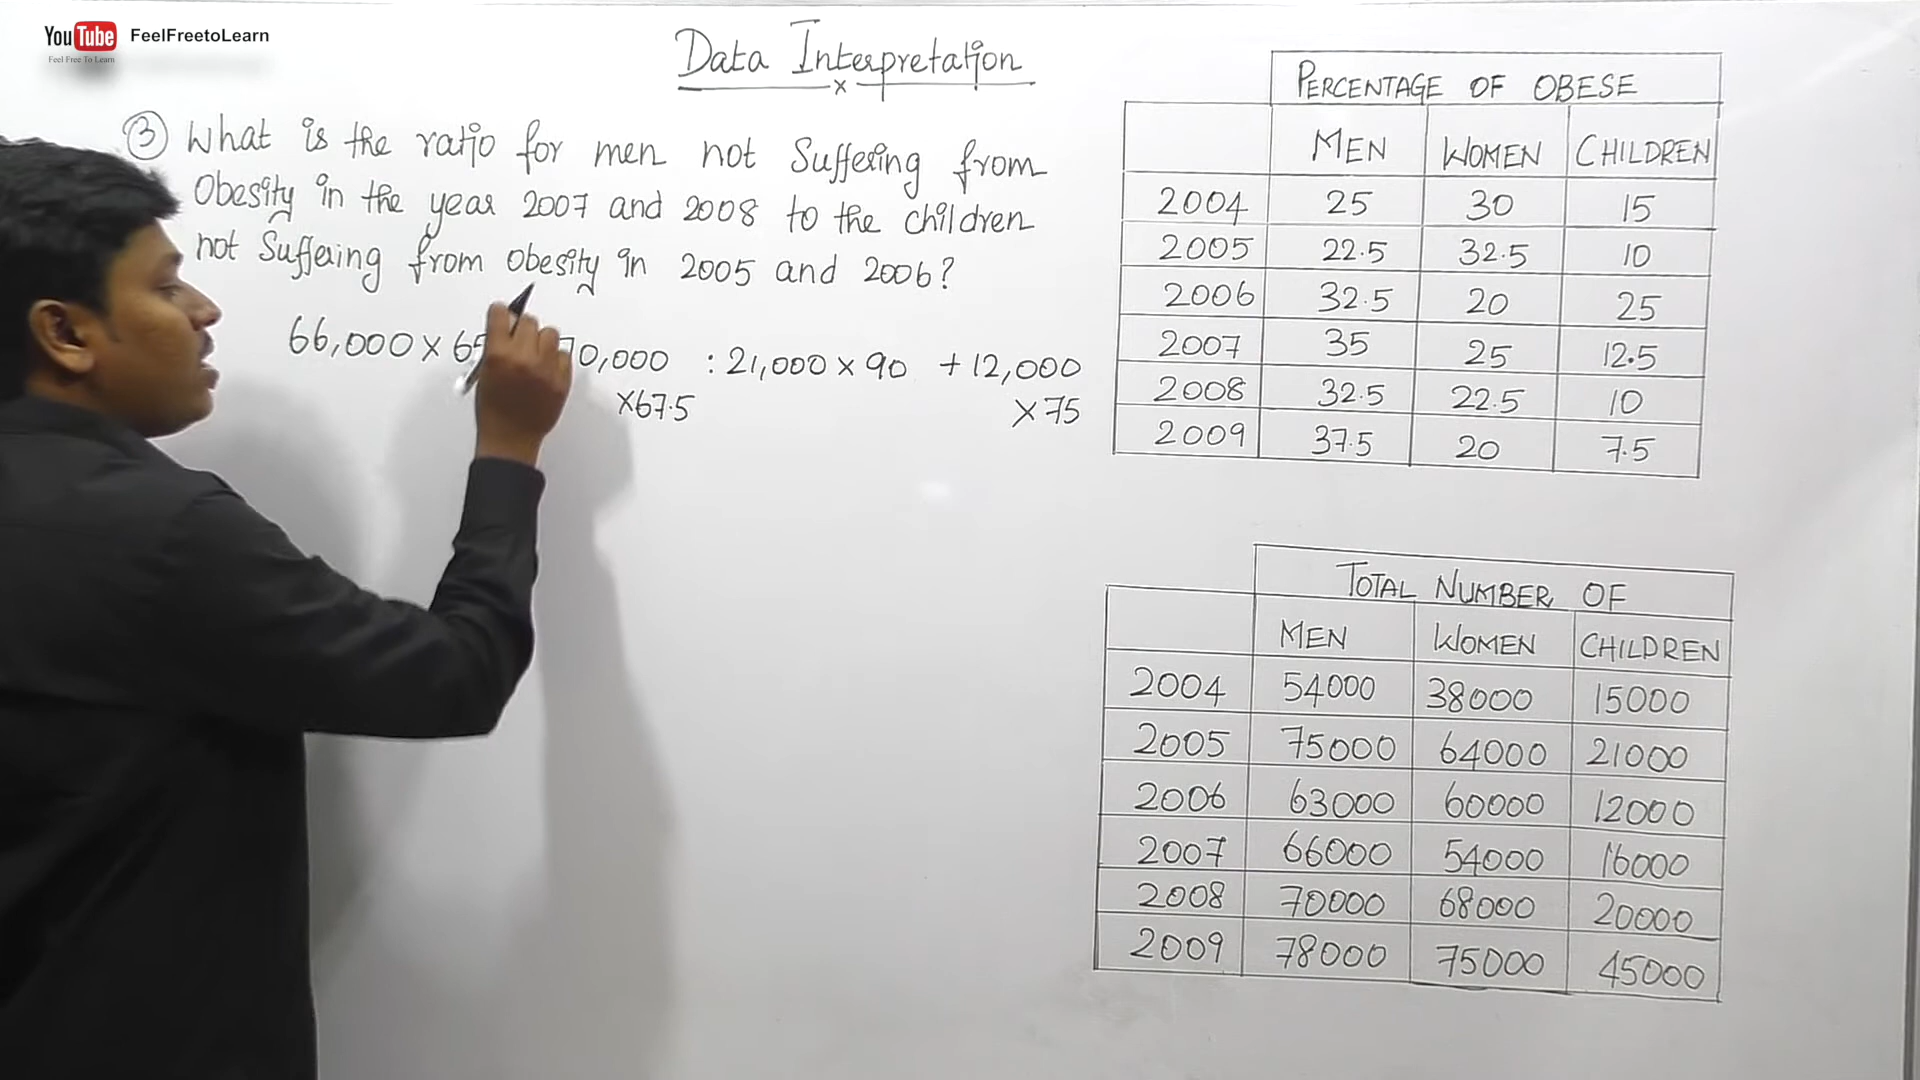 YouTube FeelFreetoLearn
Feel Free To Learn
Data Interpretation
x
③ What is the ratio for men not Suffering from
Obesity in the year 2007 and 2008 to the children
not Suffering from Obesity in 2005 and 2006?
66,000 × 0,000 : 21,000 × 90 + 12,000
×67.5 × 75
PERCENTAGE OF OBESE
MEN WOMEN CHILDREN
2004 25 30 15
2005 22.5 32.5 10
2006 32.5 20 25
2007 35 25 12.5
2008 32.5 22.5 10
2009 37.5 20 7.5
TOTAL NUMBER OF
MEN WOMEN CHILDREN
2004 54000 38000 15000
2005 75000 64000 21000
2006 63000 60000 12000
2007 66000 54000 16000
2008 70000 68000 20000
2009 78000 75000 45000